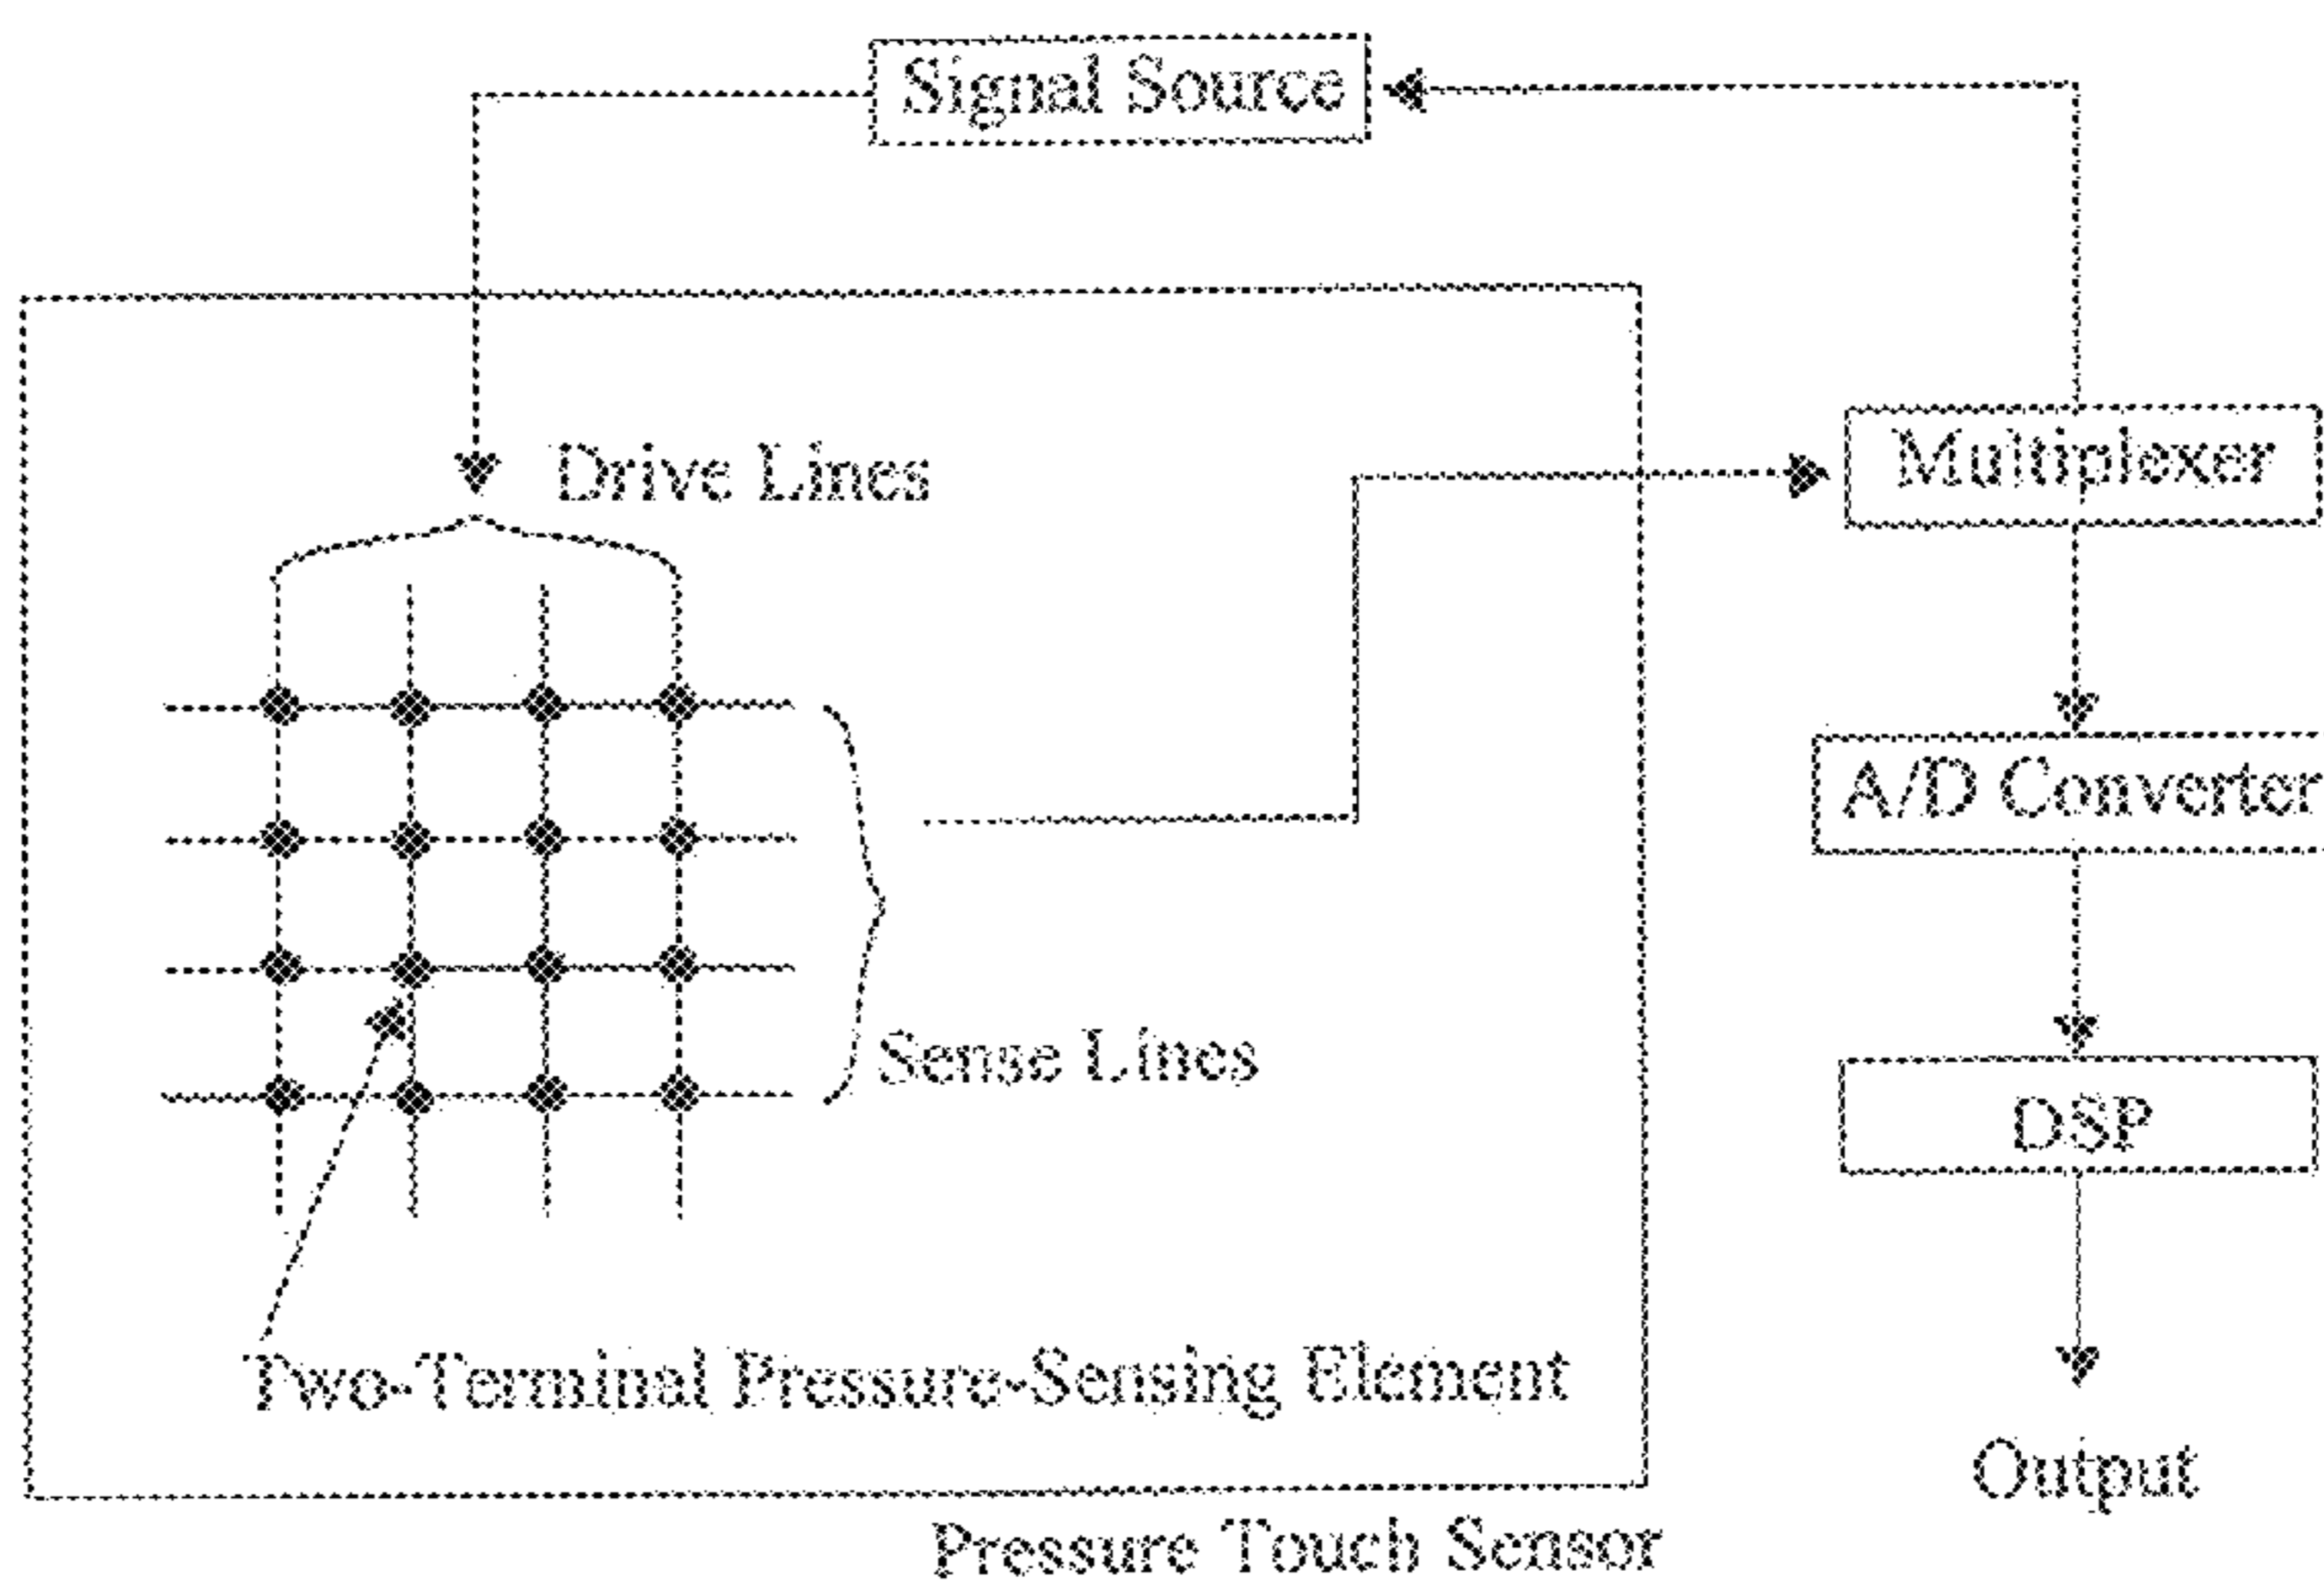 Signal Source
Drive Lines
Multiplexer
A/D Converter
Sense Lines
DSP
Two-Terminal Pressure-Sensing Element
Output
Pressure Touch Sensor